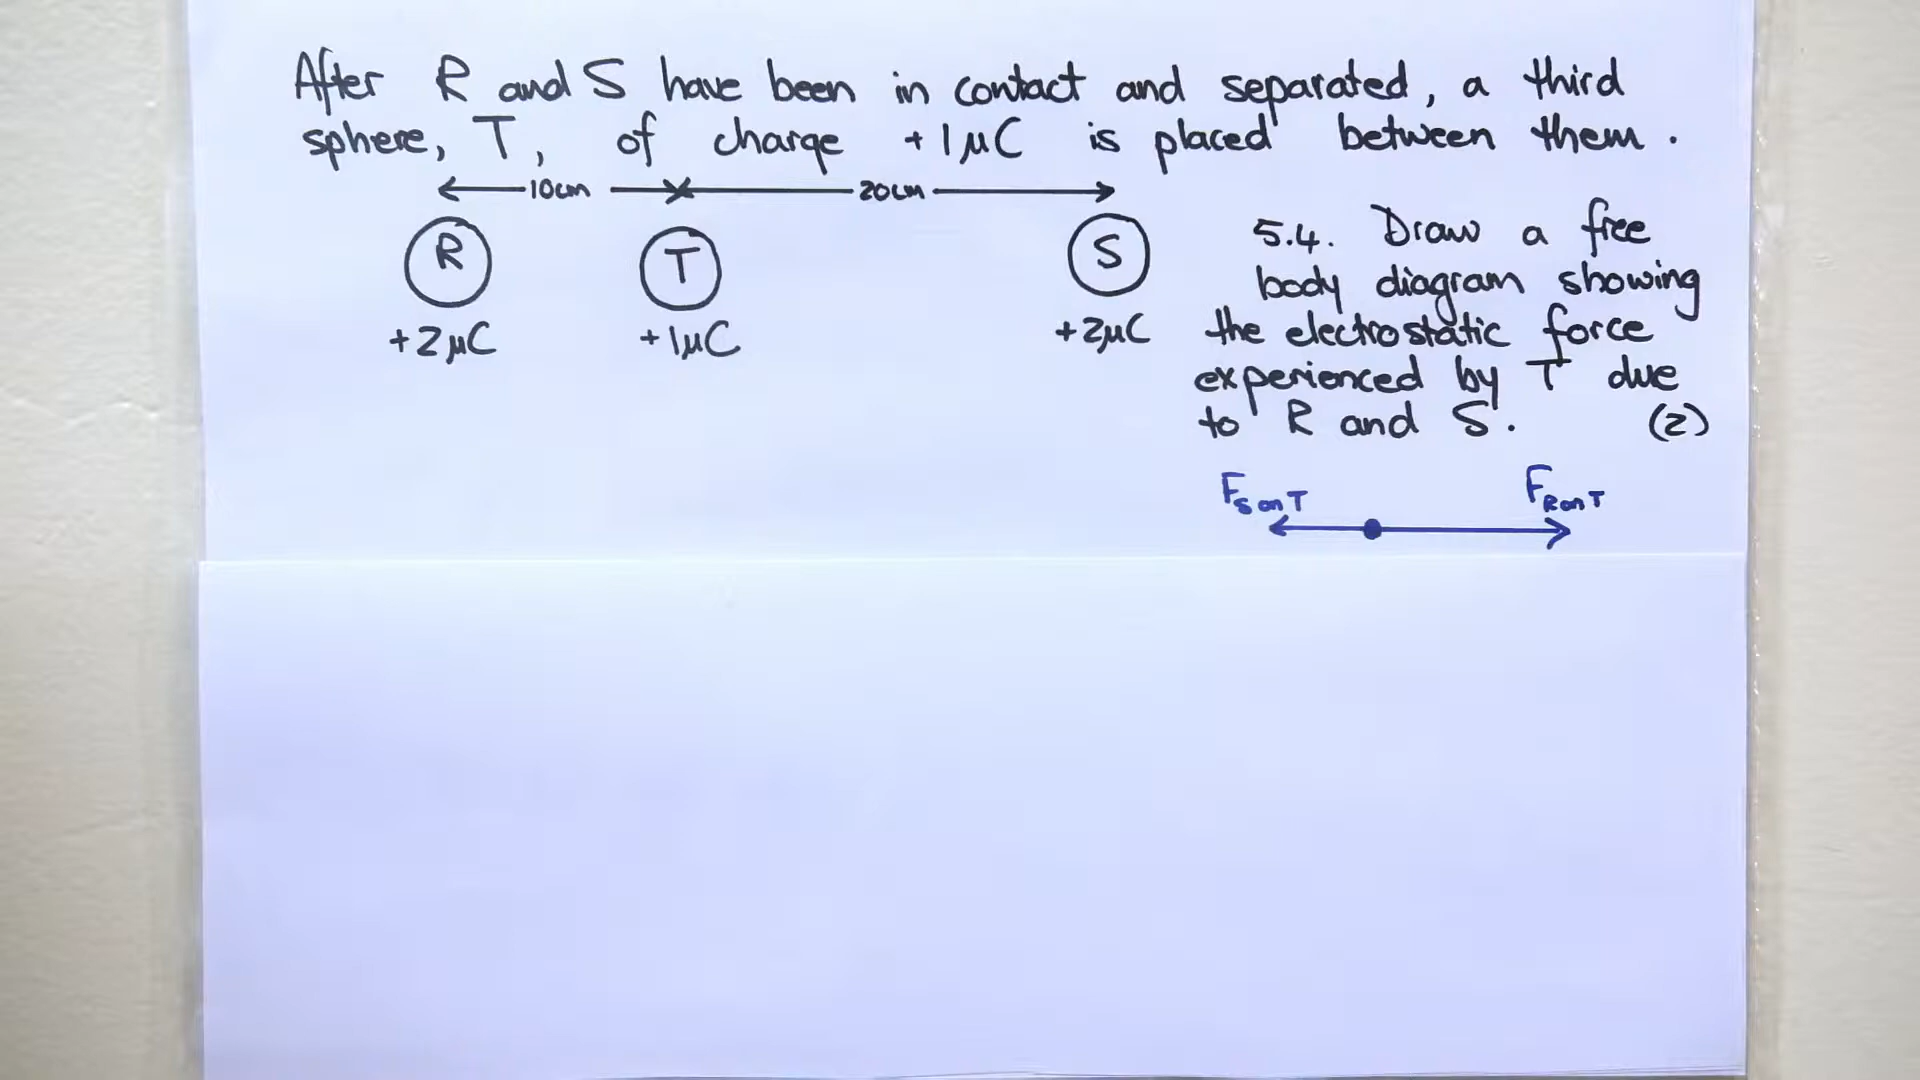 After R and S have been in contact and separated, a third
sphere, T, of charge +1μC is placed between them.
10cm 20cm
R T S
+2μC +1μC +2μC
5.4. Draw a free
body diagram showing
the electrostatic force
experienced by T due
to R and S. (2)
FS on T FR on T